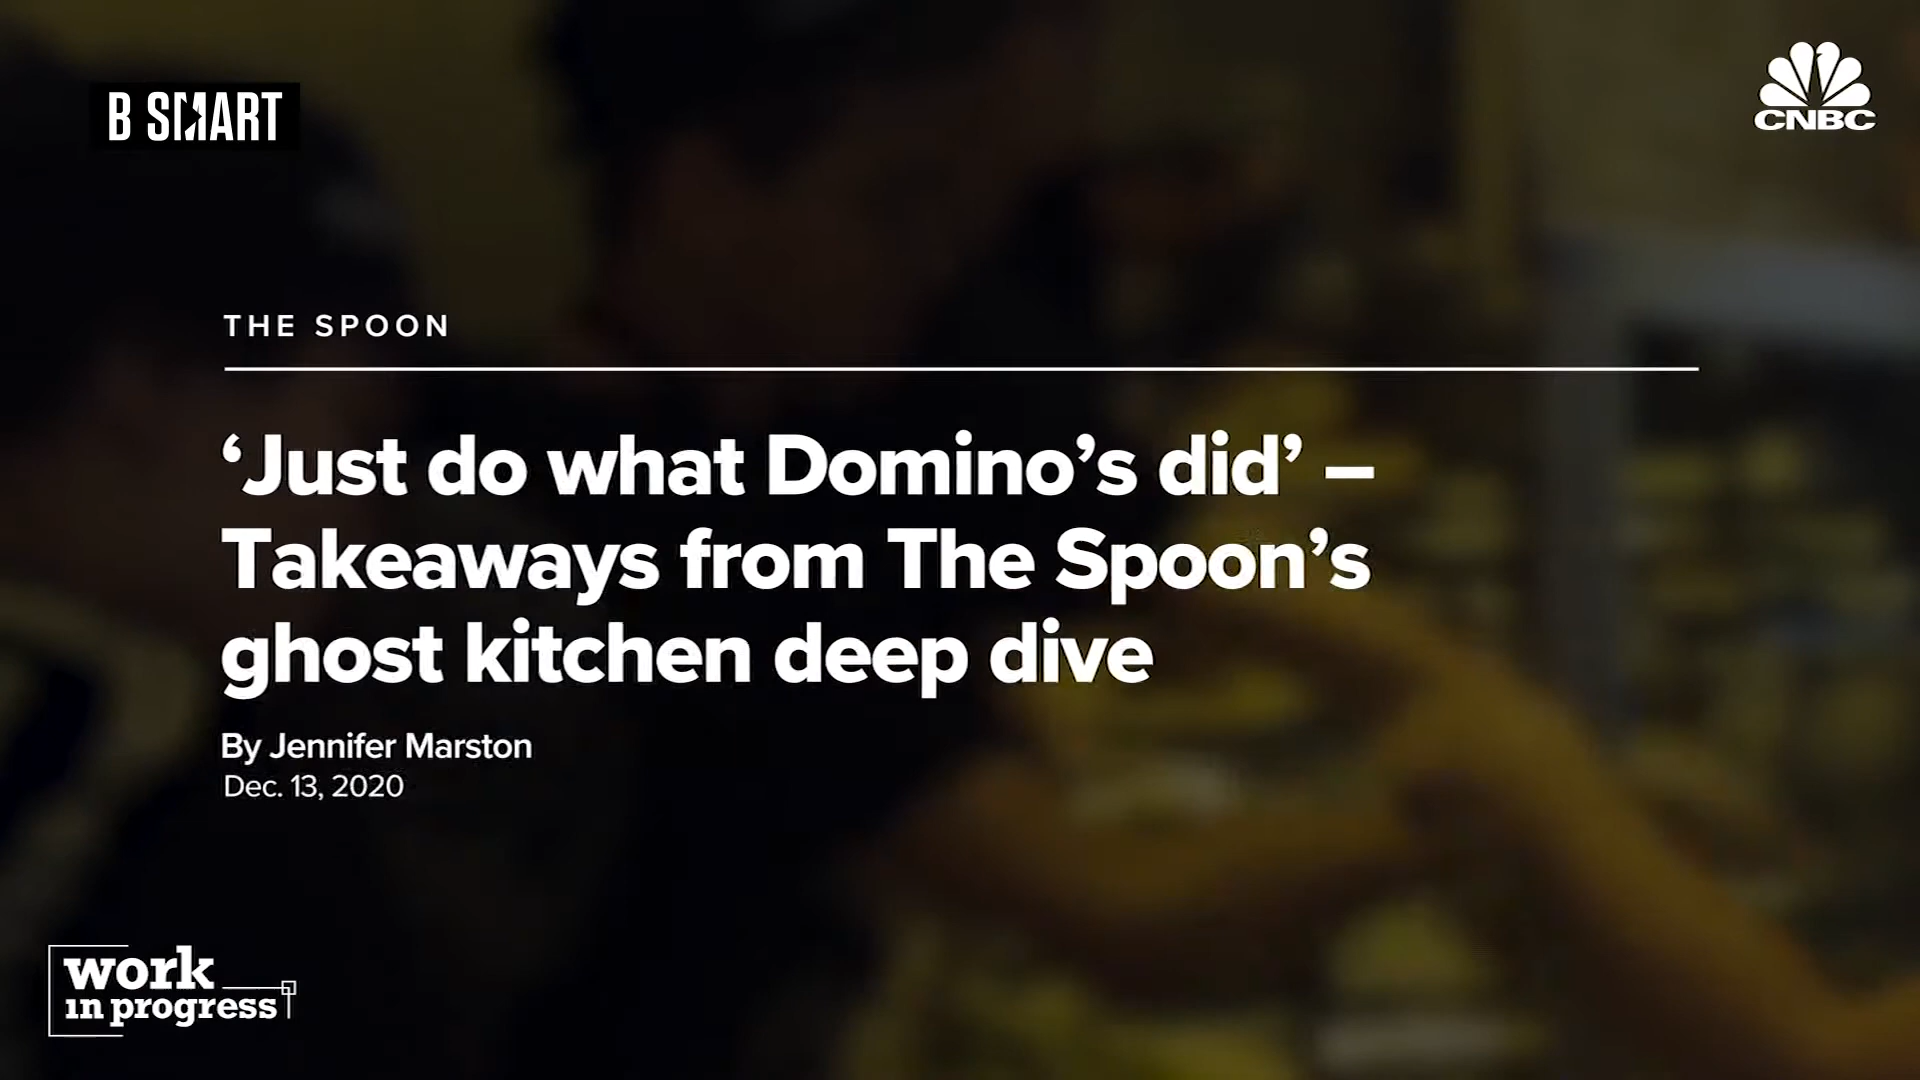 B SMART
CNBC
THE SPOON
‘Just do what Domino’s did’ –
Takeaways from The Spoon’s
ghost kitchen deep dive
By Jennifer Marston
Dec. 13, 2020
work
in progress